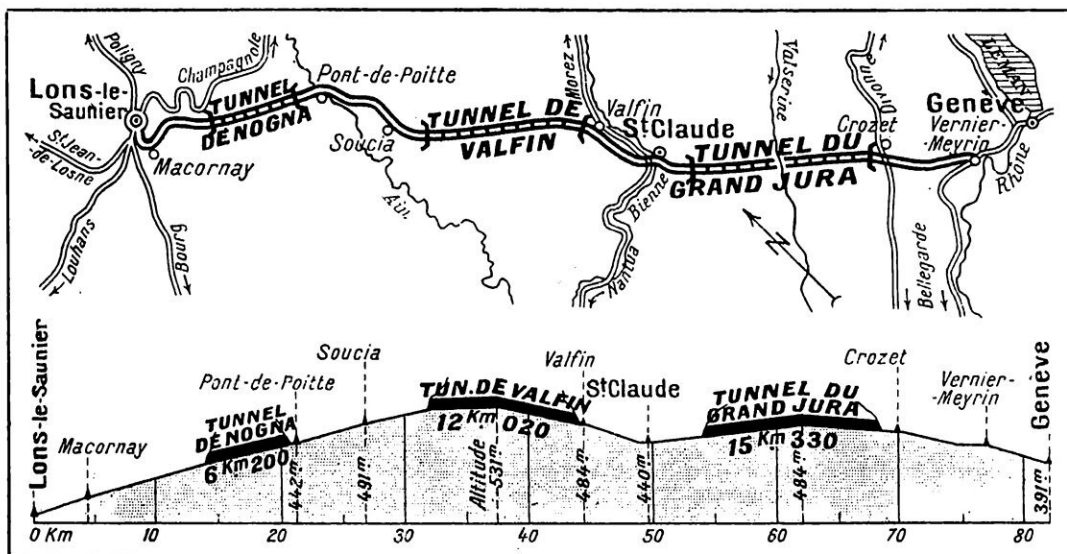 Poligny
Champagnole
Lons-le-
Saunier
St Jean-
de-Losne
Macornay
Louhans
Bourg
TUNNEL
DE NOGNA
Pont-de-Poitte
Soucia
Ain
TUNNEL DE
VALFIN
Morez
Valfin
St Claude
Bienne
Nantua
TUNNEL DU
GRAND JURA
Valserine
N
Divonne
Crozet
LÉMAN
Genève
Vernier-
-Meyrin
Rhône
Bellegarde
Lons-le-Saunier
Macornay
TUNNEL
DE NOGNA
6 Km 200
Pont-de-Poitte
442m
Soucia
491m
TUN. DE VALFIN
12 Km 020
Altitude
531m
Valfin
484m
St Claude
440m
TUNNEL DU
GRAND JURA
15 Km 330
484m
Crozet
Vernier-
Meyrin
Genève
391m
0 Km 10 20 30 40 50 60 70 80